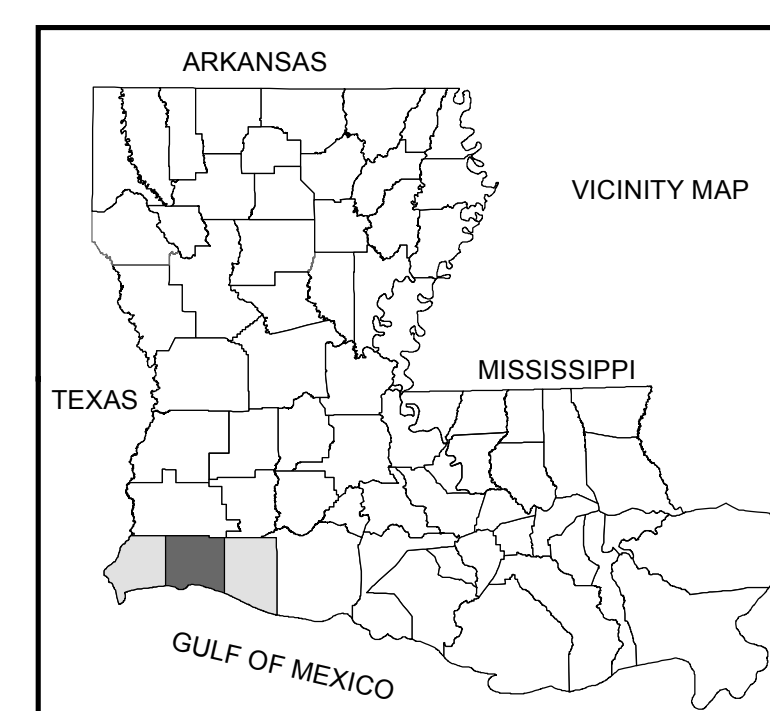 ARKANSAS
VICINITY MAP
MISSISSIPPI
TEXAS
GULF OF MEXICO